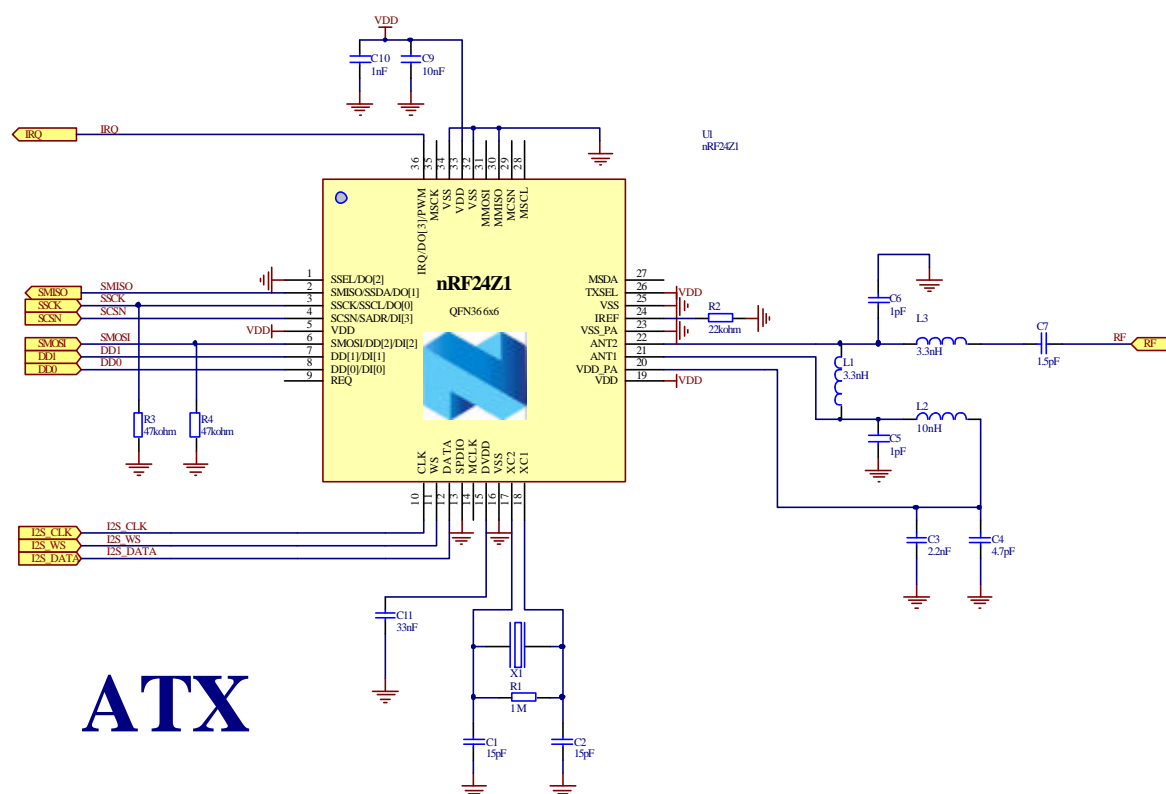 VDD
C10
1nF
C9
10nF
IRQ
IRQ
U1
nRF24Z1
36
35
34
33
32
31
30
29
28
IRQ/DO[3]/PWM
MSCK
VSS
VDD
VSS
MMOSI
MMISO
MCSN
MSCL
nRF24Z1
QFN36 6x6
1
SSEL/DO[2]
SMISO
SMISO
2
SMISO/SSDA/DO[1]
SSCK
SSCK
3
SSCK/SSCL/DO[0]
SCSN
SCSN
4
SCSN/SADR/DI[3]
VDD
5
VDD
SMOSI
SMOSI
6
SMOSI/DD[2]/DI[2]
DD1
DD1
7
DD[1]/DI[1]
DD0
DD0
8
DD[0]/DI[0]
9
REQ
MSDA
27
TXSEL
26
VDD
VSS
25
IREF
24
R2
22kohm
VSS_PA
23
ANT2
22
ANT1
21
VDD_PA
20
VDD
19
VDD
C6
1pF
L3
3.3nH
C7
1.5pF
RF
RF
L1
3.3nH
L2
10nH
C5
1pF
C3
2.2nF
C4
4.7pF
R3
47kohm
R4
47kohm
CLK
WS
DATA
SPDIO
MCLK
DVDD
VSS
XC2
XC1
10
11
12
13
14
15
16
17
18
I2S_CLK
I2S_CLK
I2S_WS
I2S_WS
I2S_DATA
I2S_DATA
C11
33nF
X1
R1
1M
C1
15pF
C2
15pF
ATX